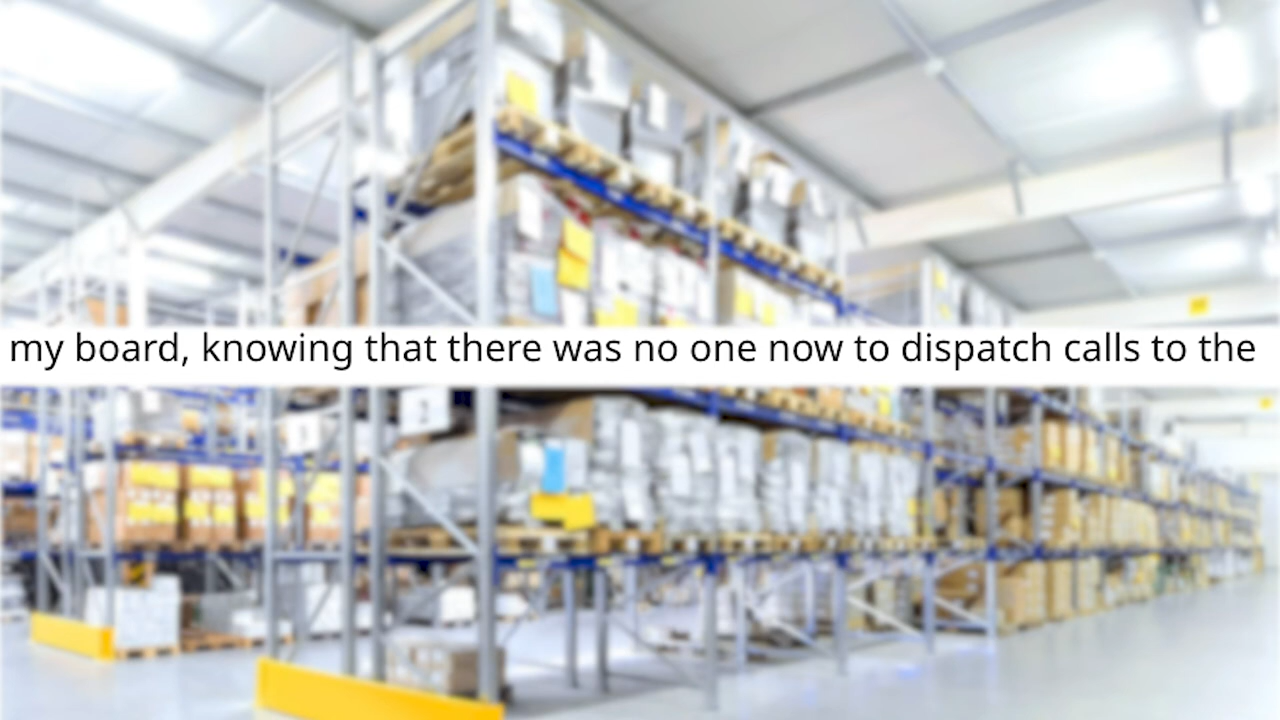 my board, knowing that there was no one now to dispatch calls to the